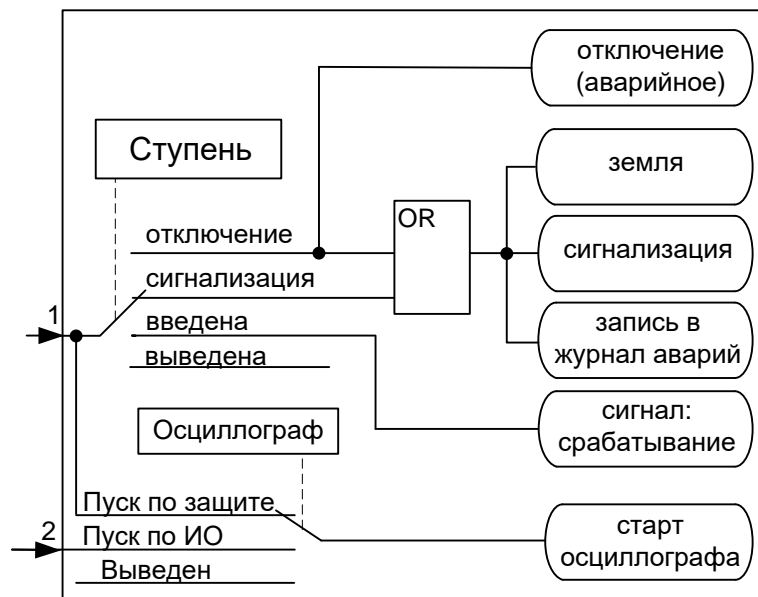 отключение
(аварийное)
Ступень
земля
отключение
OR
сигнализация
сигнализация
1
введена
запись в
журнал аварий
выведена
Осциллограф
сигнал:
срабатывание
Пуск по защите
2
Пуск по ИО
старт
осциллографа
Выведен